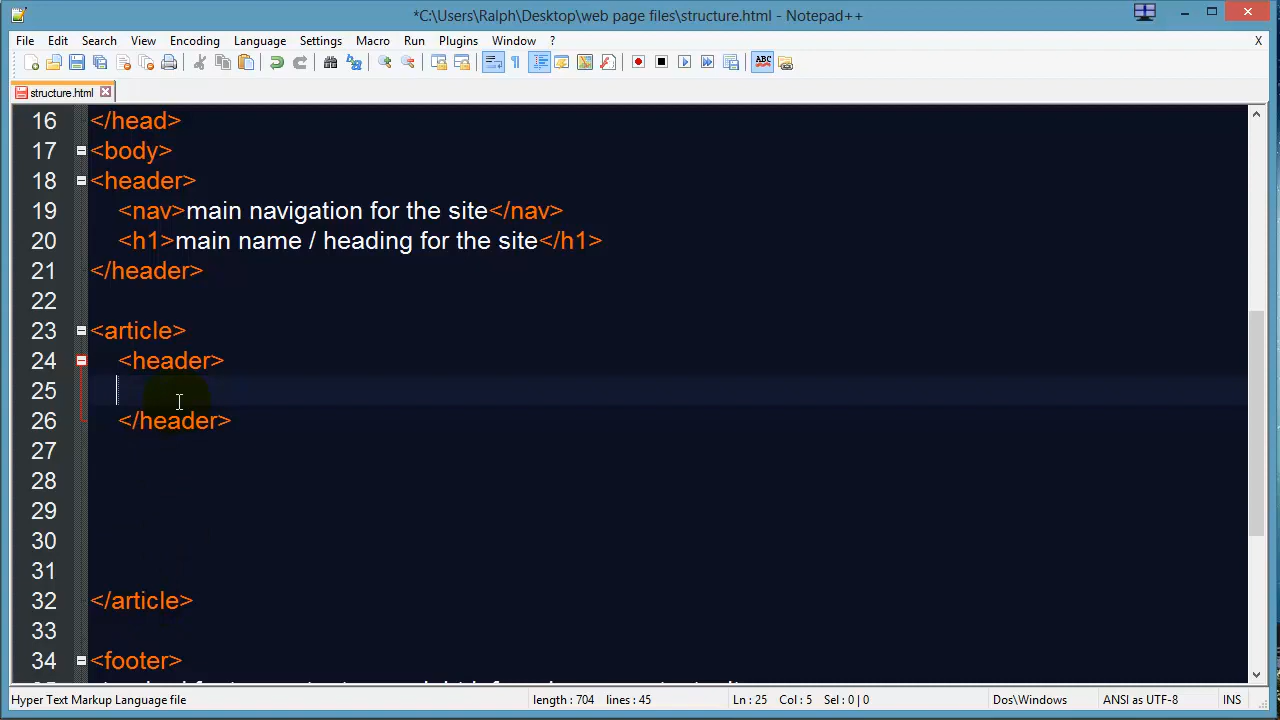 *C:\Users\Ralph\Desktop\web page files\structure.html - Notepad++
File Edit Search View Encoding Language Settings Macro Run Plugins Window ? X
ABC
structure.html
16 </head>
17 <body>
18 <header>
19 <nav>main navigation for the site</nav>
20 <h1>main name / heading for the site</h1>
21 </header>
22
23 <article>
24 <header>
25
26 </header>
27
28
29
30
31
32 </article>
33
34 <footer>
Hyper Text Markup Language file length : 704 lines : 45 Ln : 25 Col : 5 Sel : 0 | 0 Dos\Windows ANSI as UTF-8 INS